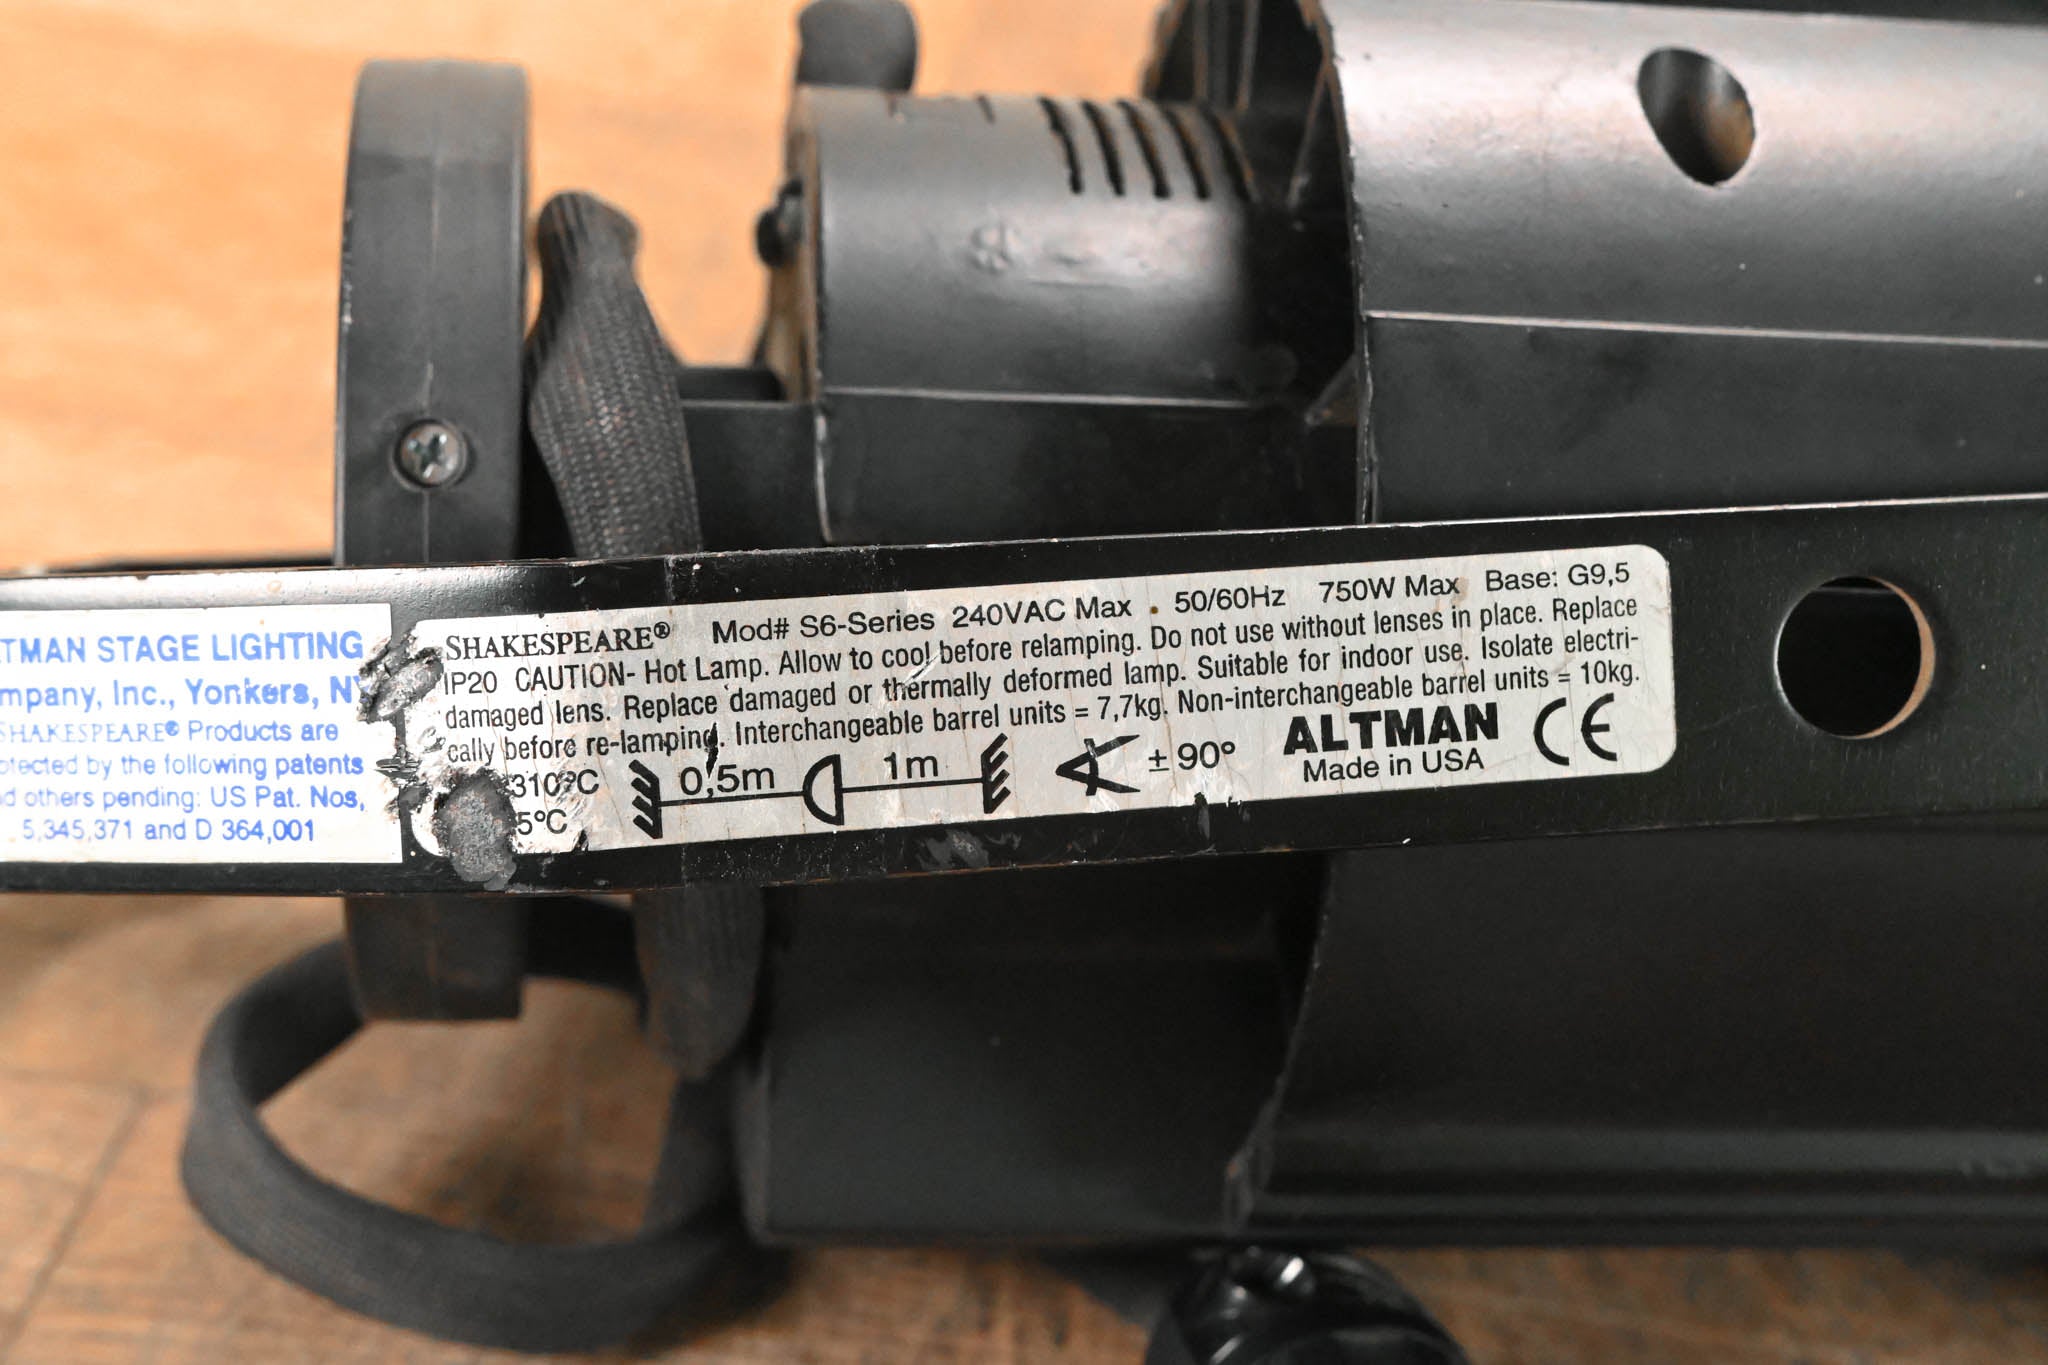 TMAN STAGE LIGHTING
mpany, Inc., Yonkers, NY
SHAKESPEARE® Products are
otected by the following patents
d others pending: US Pat. Nos,
5,345,371 and D 364,001
SHAKESPEARE® Mod# S6-Series 240VAC Max 50/60Hz 750W Max Base: G9,5
IP20 CAUTION- Hot Lamp. Allow to cool before relamping. Do not use without lenses in place. Replace
damaged lens. Replace damaged or thermally deformed lamp. Suitable for indoor use. Isolate electri-
cally before re-lamping. Interchangeable barrel units = 7,7kg. Non-interchangeable barrel units = 10kg.
310°C 0,5m 1m ± 90° ALTMAN CE
5°C Made in USA